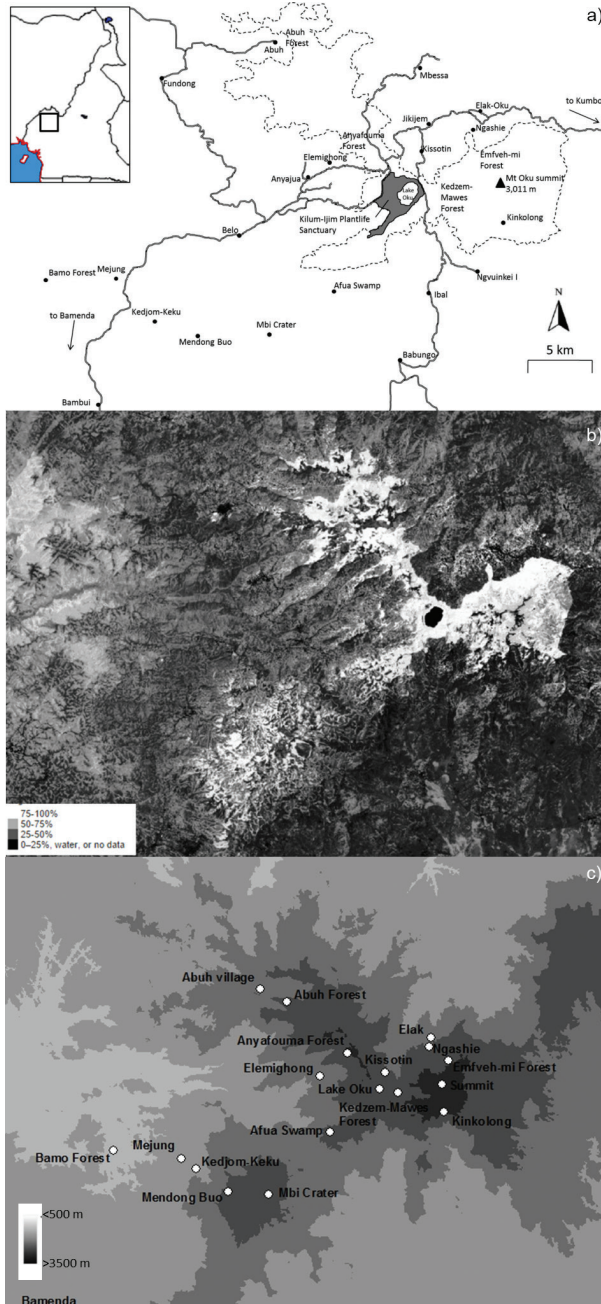 a)
Abuh
Forest
Abuh
Mbessa
Fundong
Elak-Oku
to Kumbo
Jikijem
Ngashie
Anyafouma
Forest
Kissotin
Elemighong
Emfveh-mi
Forest
Anyajua
Lake
Oku
Kedzem-
Mawes
Forest
Mt Oku summit
3,011 m
Kilum-Ijim Plantlife
Sanctuary
Kinkolong
Belo
Bamo Forest
Mejung
Afua Swamp
Ngvuinkei I
Ibal
N
to Bamenda
Kedjom-Keku
Mendong Buo
Mbi Crater
Babungo
5 km
Bambui
b)
75-100%
50-75%
25-50%
0–25%, water, or no data
c)
Abuh village
Abuh Forest
Elak
Anyafouma Forest
Ngashie
Kissotin
Emfveh-mi Forest
Elemighong
Summit
Lake Oku
Kedzem-Mawes
Forest
Kinkolong
Afua Swamp
Mejung
Bamo Forest
Kedjom-Keku
Mendong Buo
Mbi Crater
<500 m
>3500 m
Bamenda